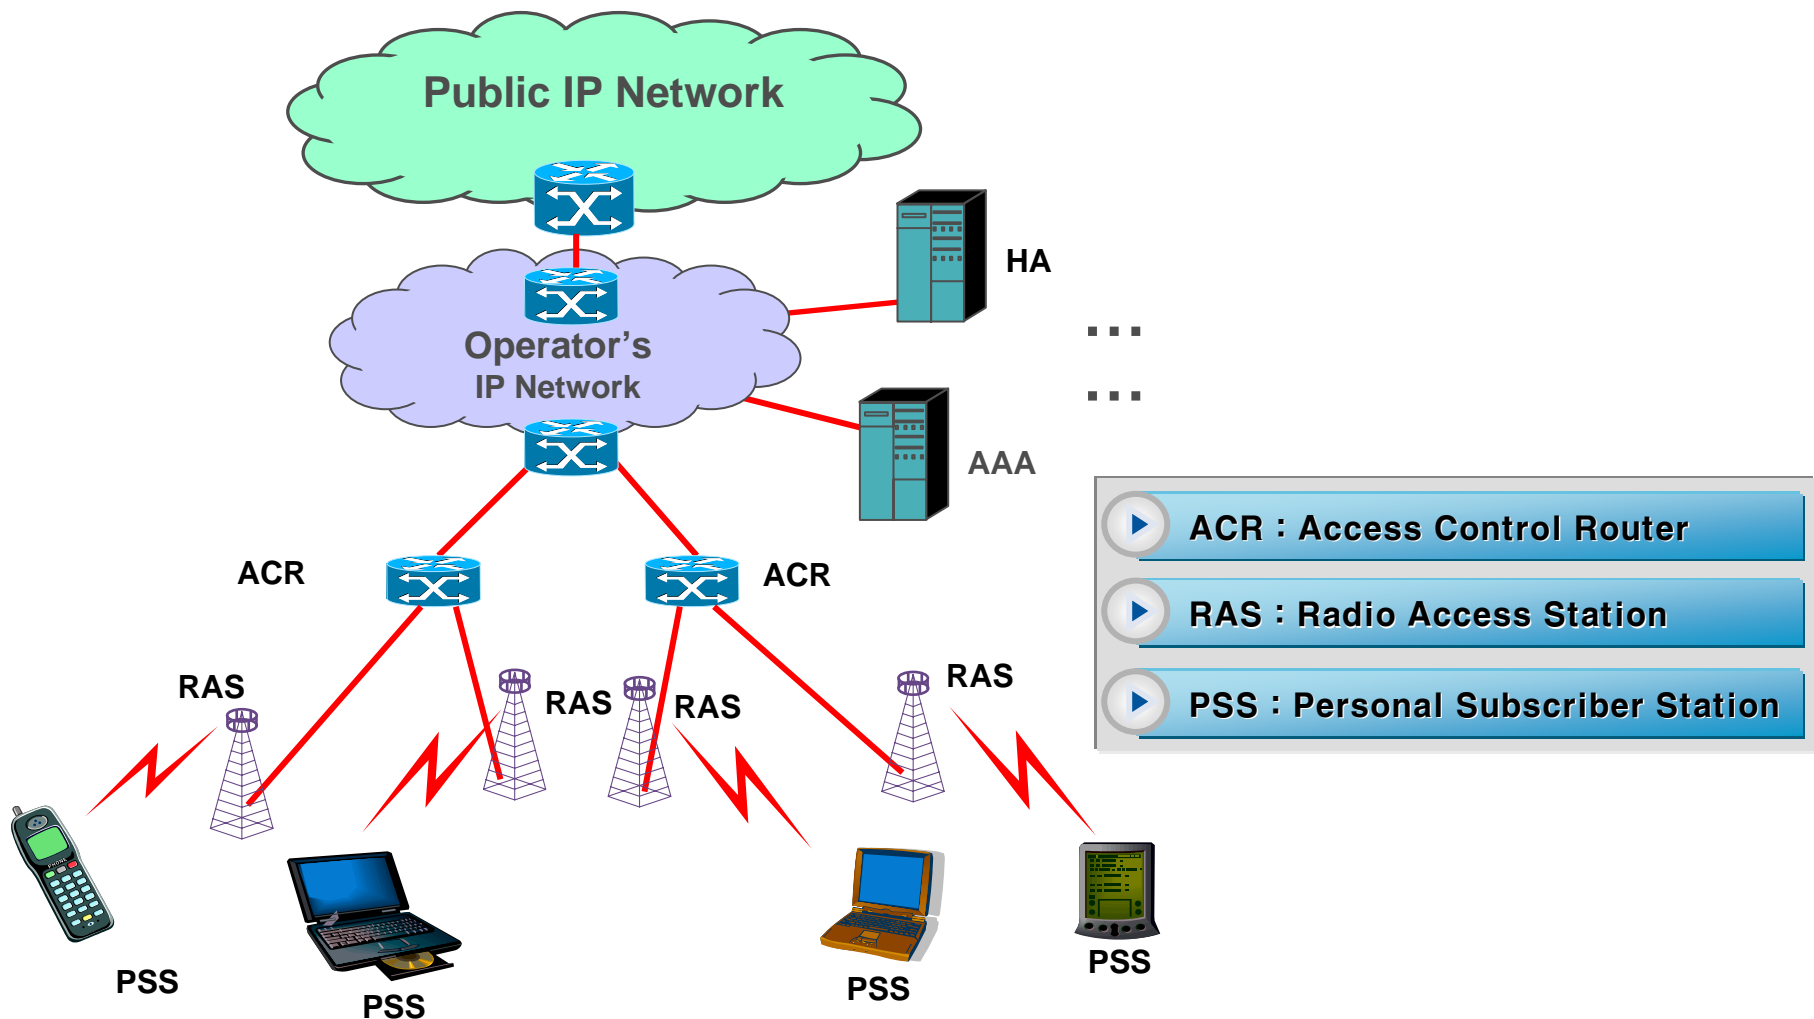 Public IP Network
HA
Operator’s
IP Network
...
...
AAA
ACR : Access Control Router
ACR
ACR
RAS : Radio Access Station
RAS
RAS
RAS
RAS
PSS : Personal Subscriber Station
PHONE
PSS
PSS
PSS
PSS